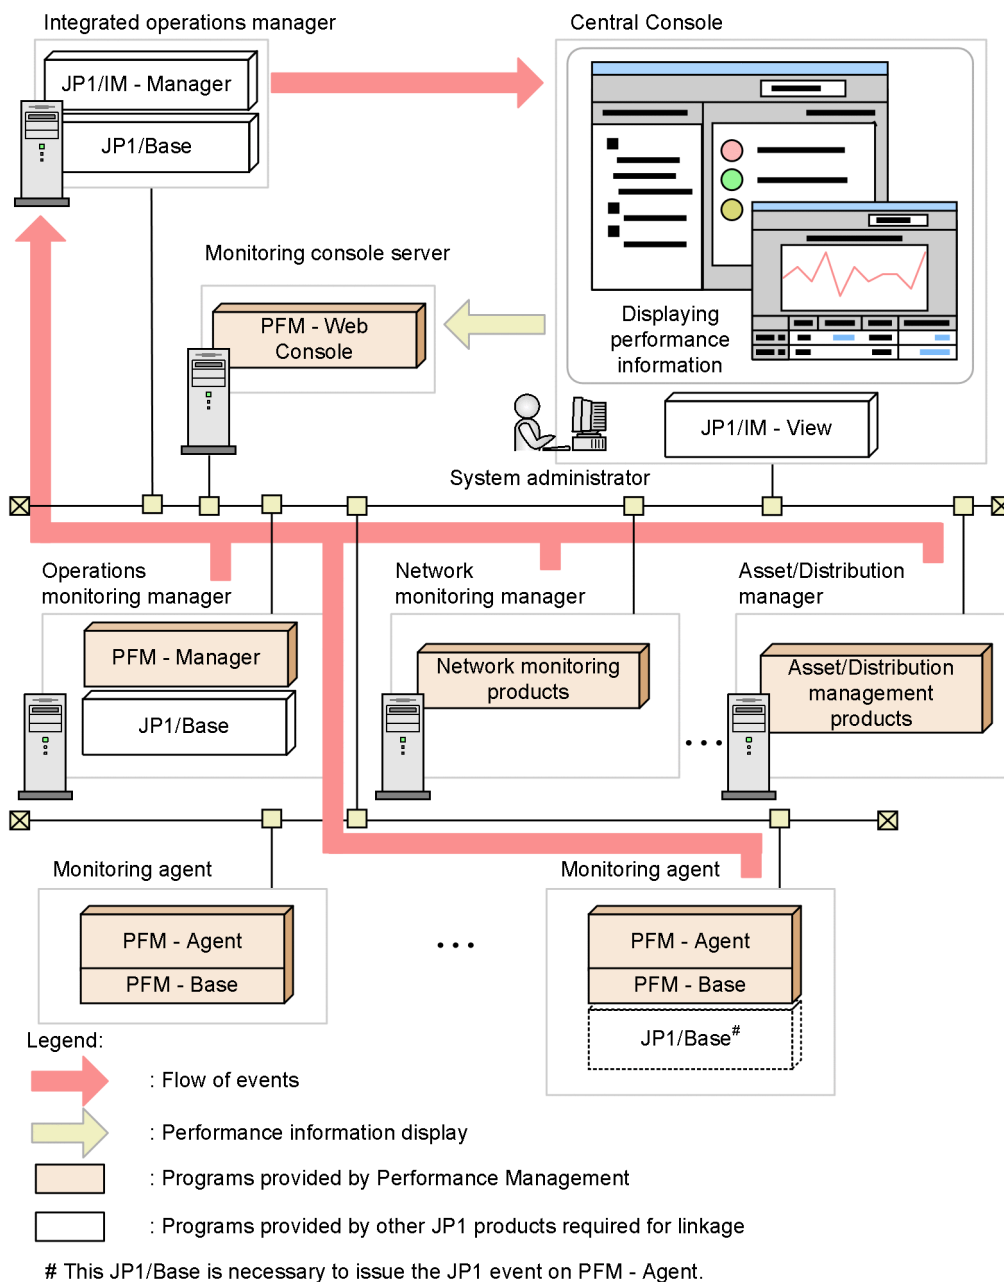 Integrated operations manager
JP1/IM - Manager
JP1/Base
Central Console
Displaying
performance
information
JP1/IM - View
Monitoring console server
PFM - Web
Console
System administrator
Operations
monitoring manager
PFM - Manager
JP1/Base
Network
monitoring manager
Network monitoring
products
...
Asset/Distribution
manager
Asset/Distribution
management
products
Monitoring agent
PFM - Agent
PFM - Base
...
Monitoring agent
PFM - Agent
PFM - Base
JP1/Base#
Legend:
: Flow of events
: Performance information display
: Programs provided by Performance Management
: Programs provided by other JP1 products required for linkage
# This JP1/Base is necessary to issue the JP1 event on PFM - Agent.